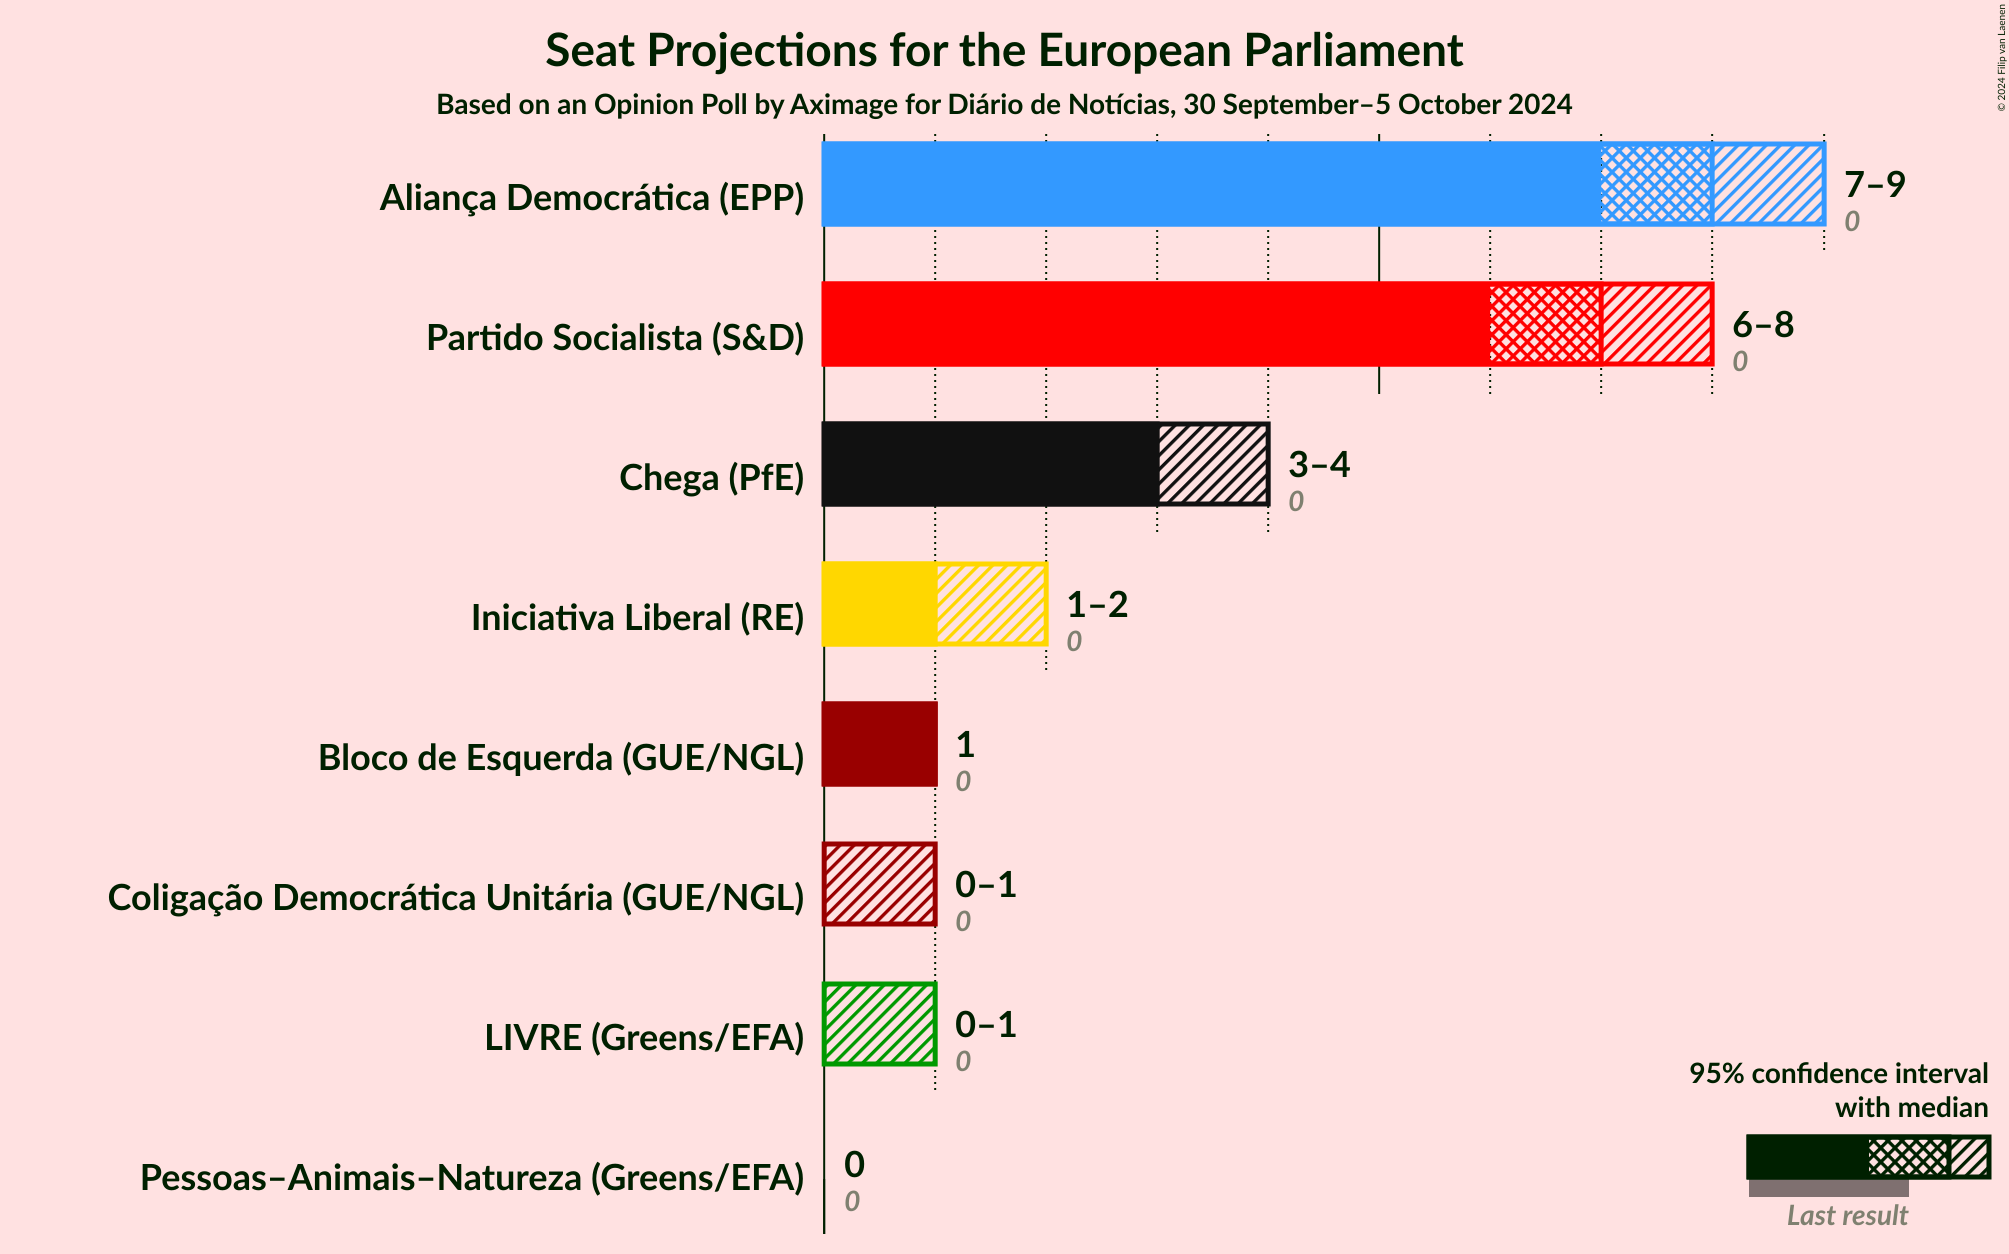 Seat Projections for the European Parliament
Based on an Opinion Poll by Aximage for Diário de Notícias, 30 September–5 October 2024
© 2024 Filip van Laenen
Aliança Democrática (EPP)
7–9
0
Partido Socialista (S&D)
6–8
0
Chega (PfE)
3–4
0
Iniciativa Liberal (RE)
1–2
0
Bloco de Esquerda (GUE/NGL)
1
0
Coligação Democrática Unitária (GUE/NGL)
0–1
0
LIVRE (Greens/EFA)
0–1
0
Pessoas–Animais–Natureza (Greens/EFA)
0
0
95% confidence interval
with median
Last result